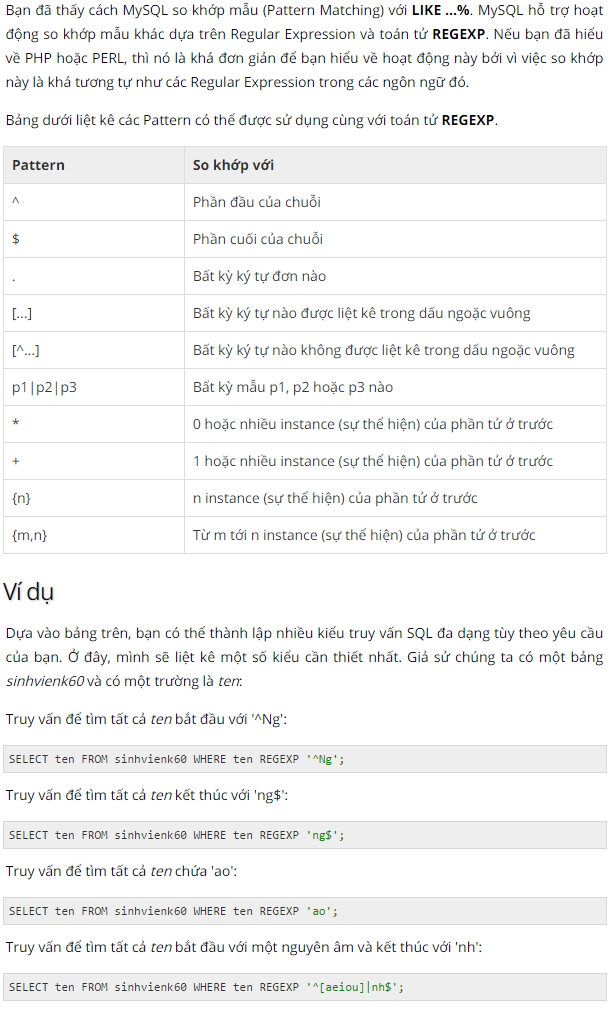 Bạn đã thấy cách MySQL so khớp mẫu (Pattern Matching) với LIKE ...%. MySQL hỗ trợ hoạt
động so khớp mẫu khác dựa trên Regular Expression và toán tử REGEXP. Nếu bạn đã hiểu
về PHP hoặc PERL, thì nó là khá đơn giản để bạn hiểu về hoạt động này bởi vì việc so khớp
này là khá tương tự như các Regular Expression trong các ngôn ngữ đó.
Bảng dưới liệt kê các Pattern có thể được sử dụng cùng với toán tử REGEXP.
Pattern So khớp với
^ Phần đầu của chuỗi
$ Phần cuối của chuỗi
. Bất kỳ ký tự đơn nào
[...] Bất kỳ ký tự nào được liệt kê trong dấu ngoặc vuông
[^...] Bất kỳ ký tự nào không được liệt kê trong dấu ngoặc vuông
p1|p2|p3 Bất kỳ mẫu p1, p2 hoặc p3 nào
* 0 hoặc nhiều instance (sự thể hiện) của phần tử ở trước
+ 1 hoặc nhiều instance (sự thể hiện) của phần tử ở trước
{n} n instance (sự thể hiện) của phần tử ở trước
{m,n} Từ m tới n instance (sự thể hiện) của phần tử ở trước
Ví dụ
Dựa vào bảng trên, bạn có thể thành lập nhiều kiểu truy vấn SQL đa dạng tùy theo yêu cầu
của bạn. Ở đây, mình sẽ liệt kê một số kiểu cần thiết nhất. Giả sử chúng ta có một bảng
sinhvienk60 và có một trường là ten:
Truy vấn để tìm tất cả ten bắt đầu với '^Ng':
SELECT ten FROM sinhvienk60 WHERE ten REGEXP '^Ng';
Truy vấn để tìm tất cả ten kết thúc với 'ng$':
SELECT ten FROM sinhvienk60 WHERE ten REGEXP 'ng$';
Truy vấn để tìm tất cả ten chứa 'ao':
SELECT ten FROM sinhvienk60 WHERE ten REGEXP 'ao';
Truy vấn để tìm tất cả ten bắt đầu với một nguyên âm và kết thúc với 'nh':
SELECT ten FROM sinhvienk60 WHERE ten REGEXP '^[aeiou]|nh$';